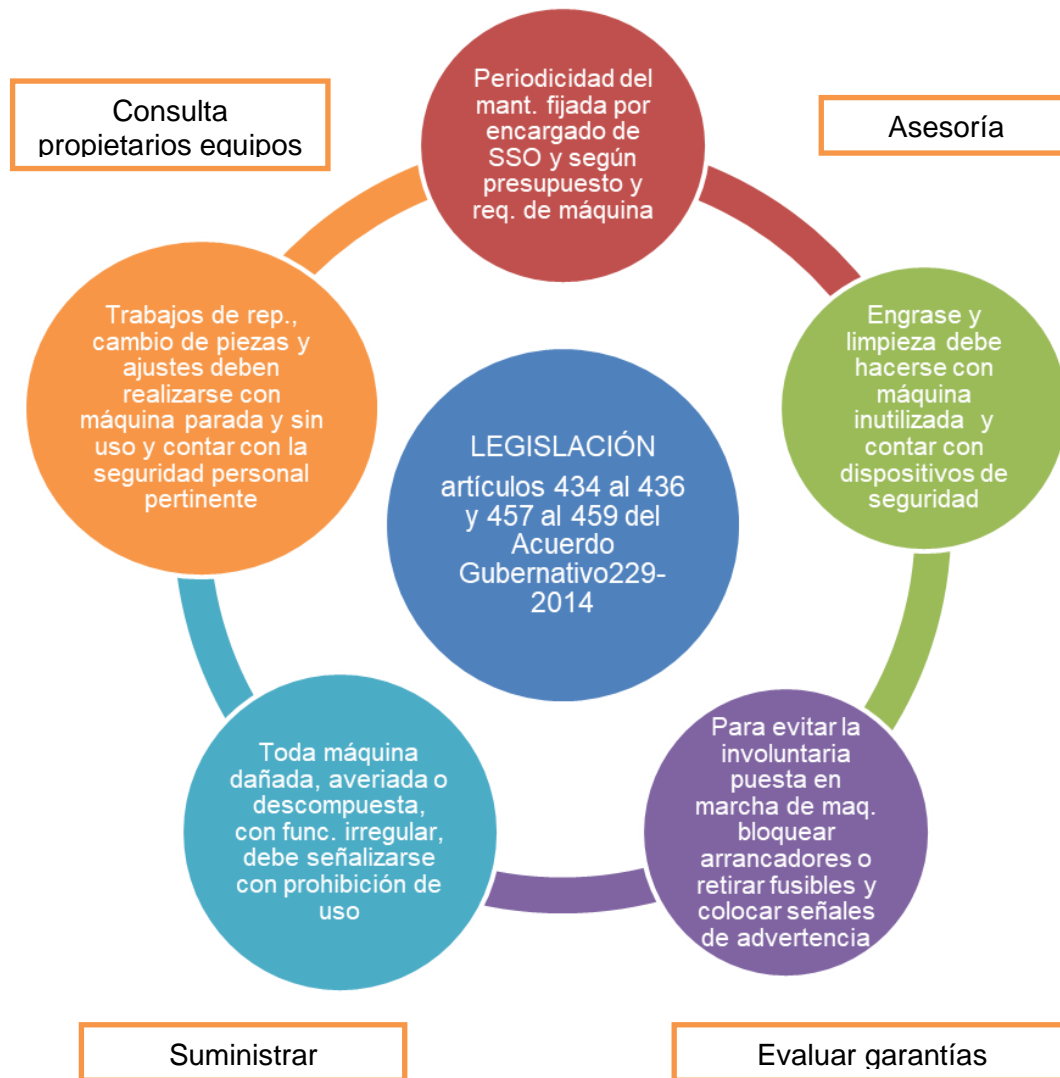 Consulta
propietarios equipos
Periodicidad del
mant. fijada por
encargado de
SSO y según
presupuesto y
req. de máquina
Asesoría
Trabajos de rep.,
cambio de piezas y
ajustes deben
realizarse con
máquina parada y sin
uso y contar con la
seguridad personal
pertinente
LEGISLACIÓN
artículos 434 al 436
y 457 al 459 del
Acuerdo
Gubernativo229-
2014
Engrase y
limpieza debe
hacerse con
máquina
inutilizada y
contar con
dispositivos de
seguridad
Toda máquina
dañada, averiada o
descompuesta,
con func. irregular,
debe señalizarse
con prohibición de
uso
Para evitar la
involuntaria
puesta en
marcha de maq.
bloquear
arrancadores o
retirar fusibles y
colocar señales
de advertencia
Suministrar
Evaluar garantías